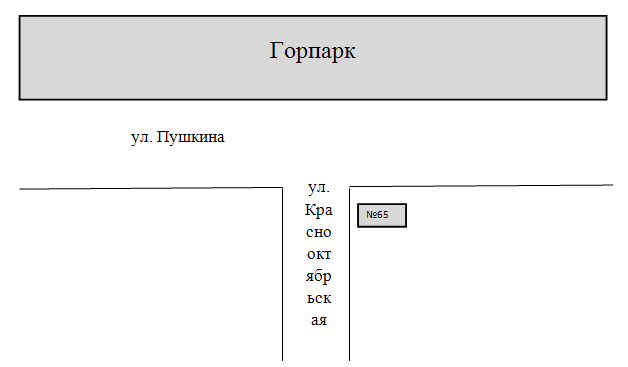 Горпарк
ул. Пушкина
ул.
Кра
сно
окт
ябр
ьск
ая
№65